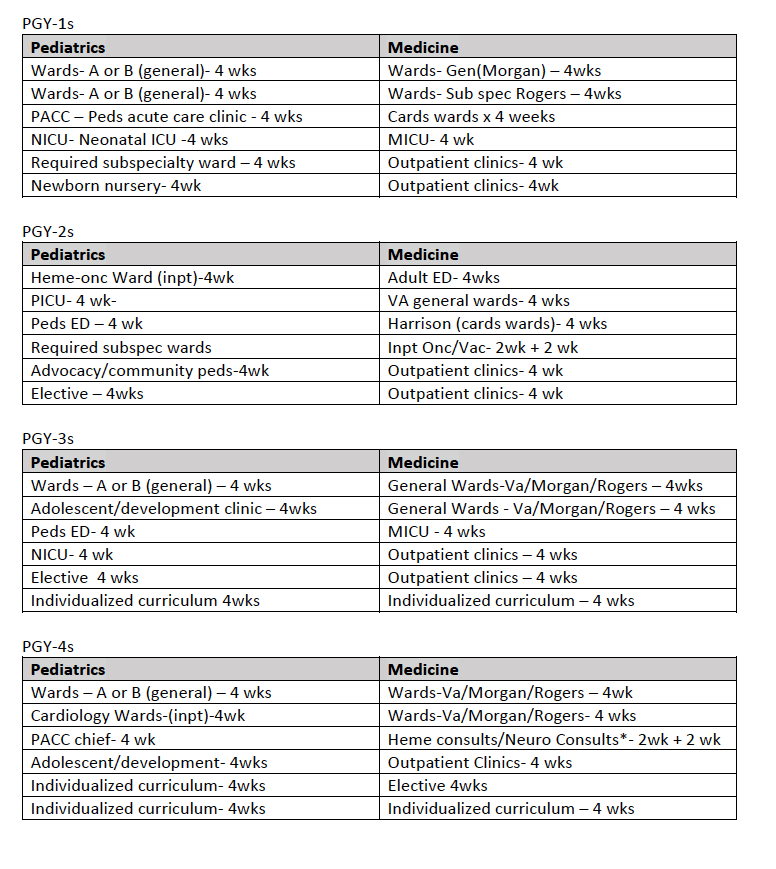 PGY-1s
Pediatrics Medicine
Wards- A or B (general)- 4 wks Wards- Gen(Morgan) – 4wks
Wards- A or B (general)- 4 wks Wards- Sub spec Rogers – 4wks
PACC – Peds acute care clinic - 4 wks Cards wards x 4 weeks
NICU- Neonatal ICU -4 wks MICU- 4 wk
Required subspecialty ward – 4 wks Outpatient clinics- 4 wk
Newborn nursery- 4wk Outpatient clinics- 4wk
PGY-2s
Pediatrics Medicine
Heme-onc Ward (inpt)-4wk Adult ED- 4wks
PICU- 4 wk- VA general wards- 4 wks
Peds ED – 4 wk Harrison (cards wards)- 4 wks
Required subspec wards Inpt Onc/Vac- 2wk + 2 wk
Advocacy/community peds-4wk Outpatient clinics- 4 wk
Elective – 4wks Outpatient clinics- 4 wk
PGY-3s
Pediatrics Medicine
Wards – A or B (general) – 4 wks General Wards-Va/Morgan/Rogers – 4wks
Adolescent/development clinic – 4wks General Wards - Va/Morgan/Rogers – 4 wks
Peds ED- 4 wk MICU - 4 wks
NICU- 4 wk Outpatient clinics – 4 wks
Elective  4 wks Outpatient clinics – 4 wks
Individualized curriculum 4wks Individualized curriculum – 4 wks
PGY-4s
Pediatrics Medicine
Wards – A or B (general) – 4 wks Wards-Va/Morgan/Rogers – 4wk
Cardiology Wards-(inpt)-4wk Wards-Va/Morgan/Rogers- 4 wks
PACC chief- 4 wk Heme consults/Neuro Consults*- 2wk + 2 wk
Adolescent/development- 4wks Outpatient Clinics- 4 wks
Individualized curriculum- 4wks Elective 4wks
Individualized curriculum- 4wks Individualized curriculum – 4 wks